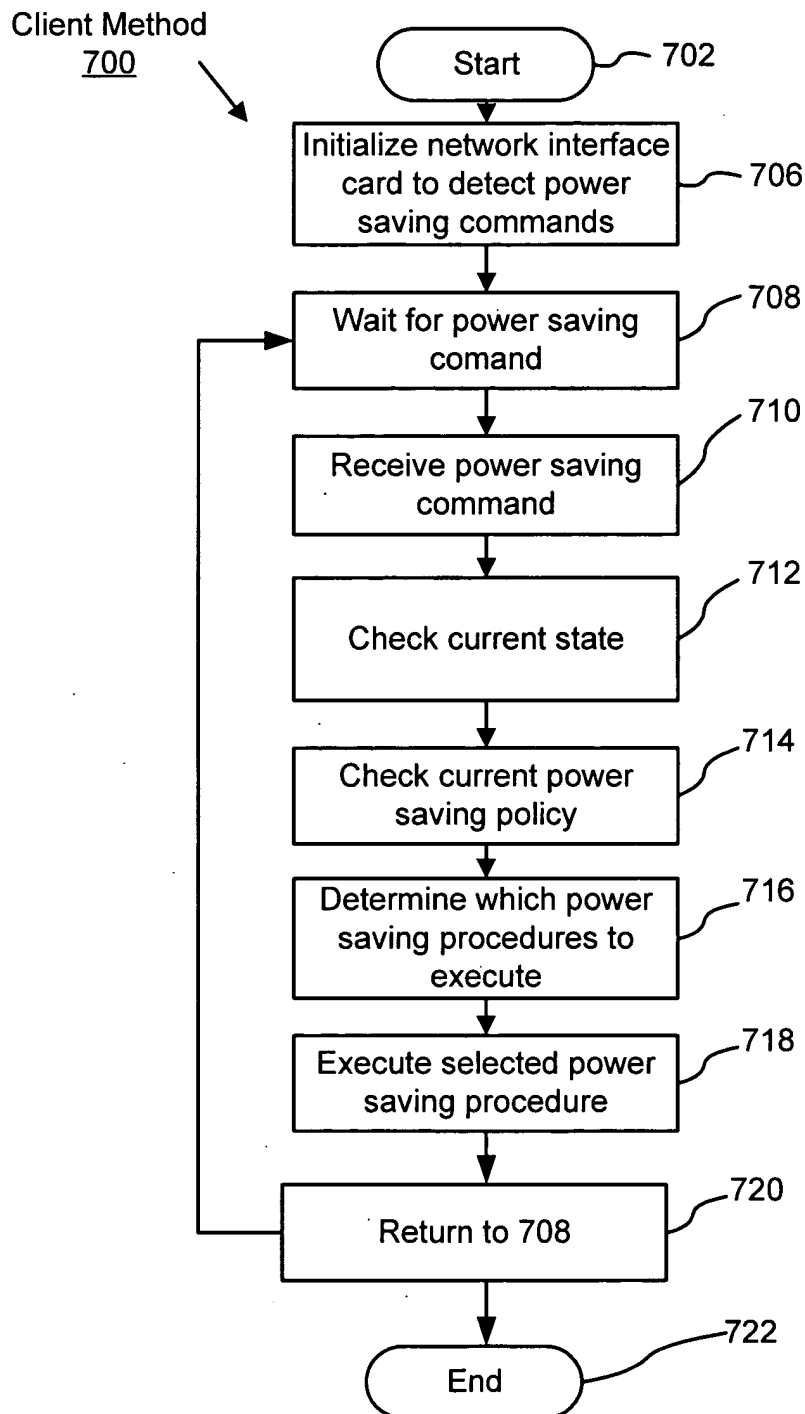 Client Method
700
Start
702
Initialize network interface
card to detect power
saving commands
706
Wait for power saving
comand
708
Receive power saving
command
710
Check current state
712
Check current power
saving policy
714
Determine which power
saving procedures to
execute
716
Execute selected power
saving procedure
718
Return to 708
720
End
722